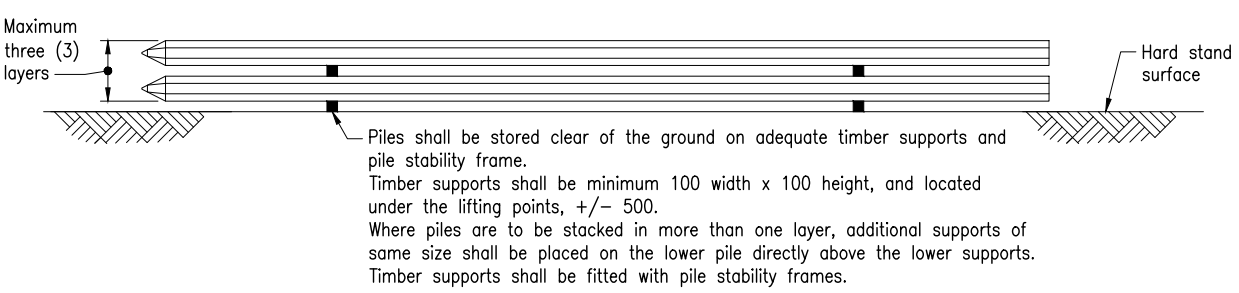 Maximum
three (3)
layers
Hard stand
surface
Piles shall be stored clear of the ground on adequate timber supports and
pile stability frame.
Timber supports shall be minimum 100 width x 100 height, and located
under the lifting points, +/- 500.
Where piles are to be stacked in more than one layer, additional supports of
same size shall be placed on the lower pile directly above the lower supports.
Timber supports shall be fitted with pile stability frames.